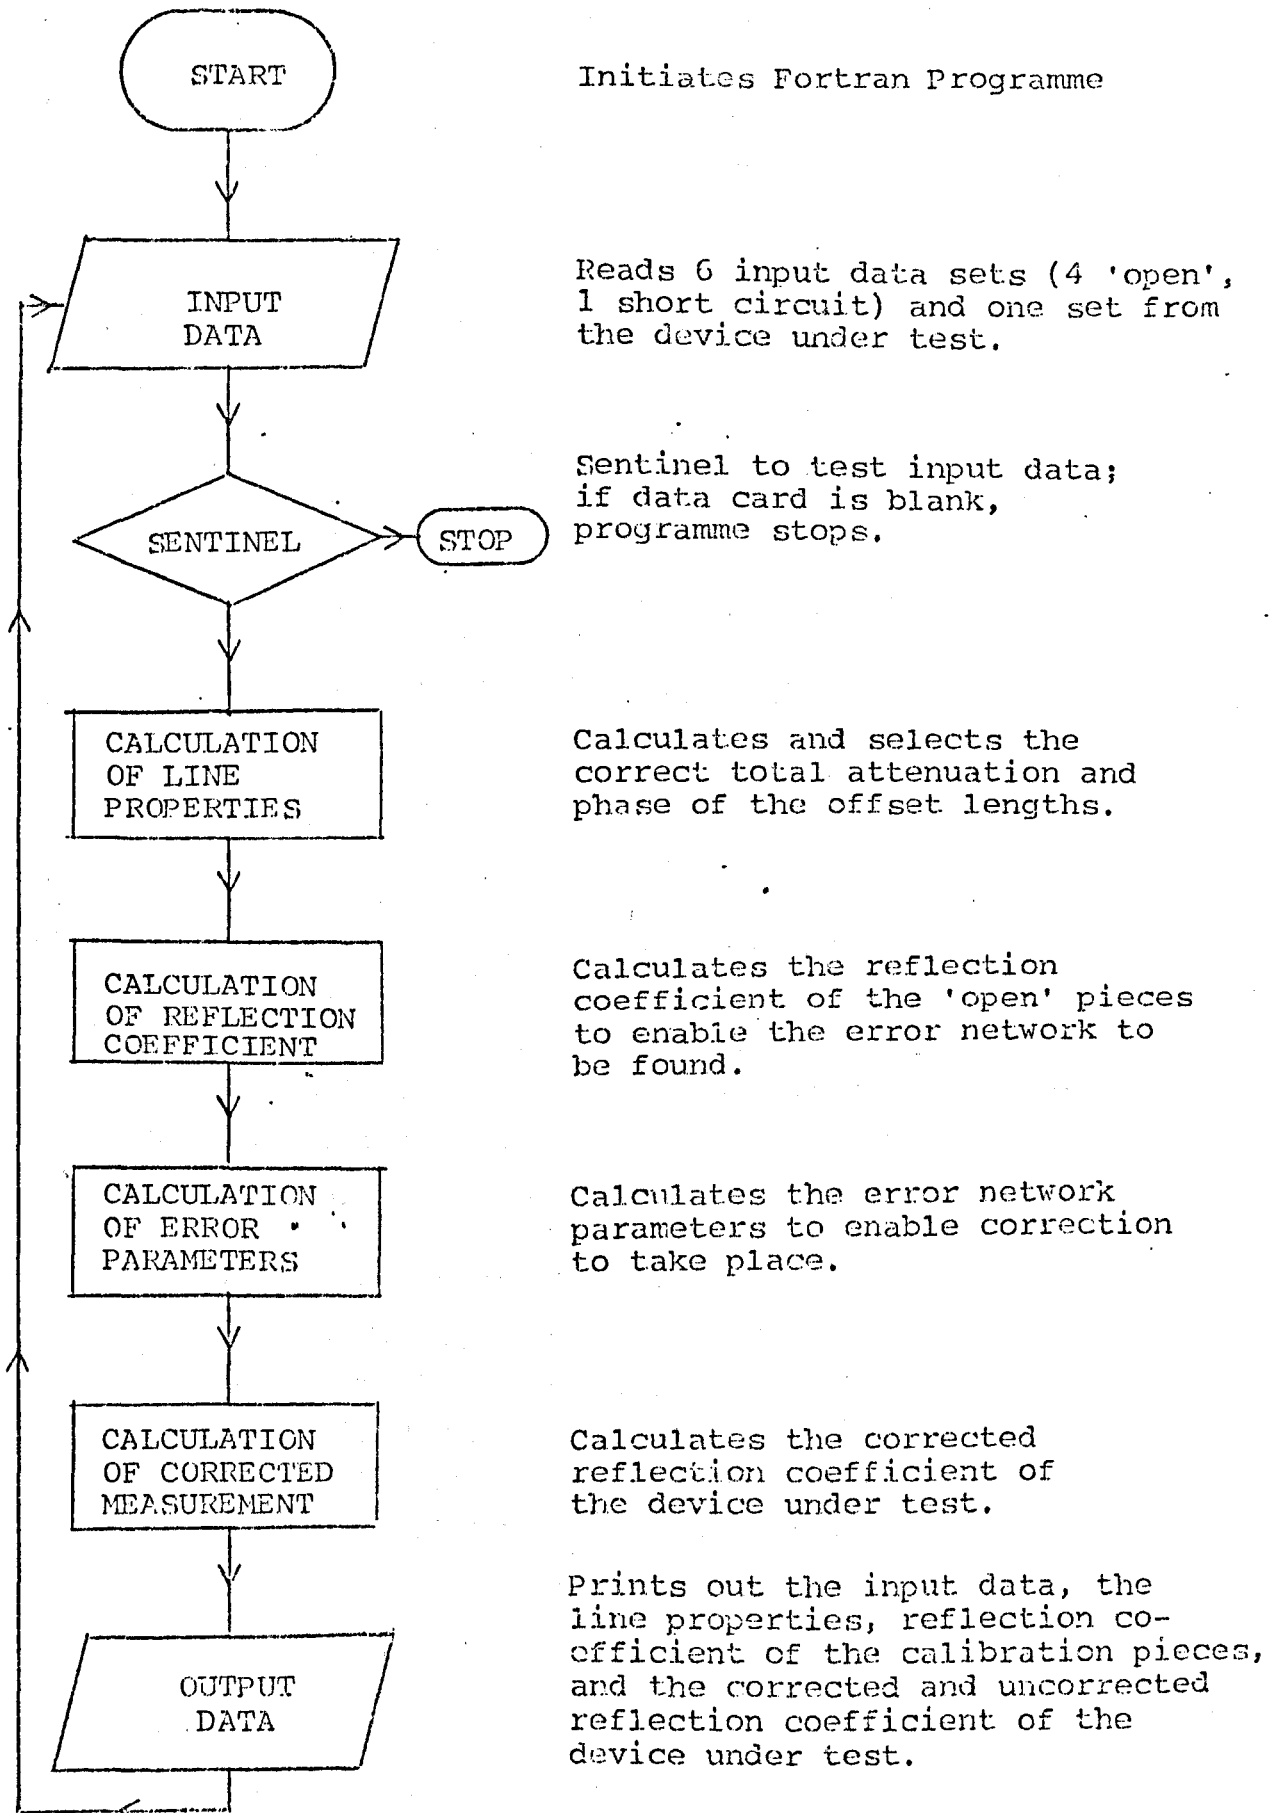 START
Initiates Fortran Programme
INPUT
DATA
Reads 6 input data sets (4 'open',
1 short circuit) and one set from
the device under test.
SENTINEL
STOP
Sentinel to test input data;
if data card is blank,
programme stops.
CALCULATION
OF LINE
PROPERTIES
Calculates and selects the
correct total attenuation and
phase of the offset lengths.
CALCULATION
OF REFLECTION
COEFFICIENT
Calculates the reflection
coefficient of the 'open' pieces
to enable the error network to
be found.
CALCULATION
OF ERROR
PARAMETERS
Calculates the error network
parameters to enable correction
to take place.
CALCULATION
OF CORRECTED
MEASUREMENT
Calculates the corrected
reflection coefficient of
the device under test.
OUTPUT
DATA
Prints out the input data, the
line properties, reflection co-
efficient of the calibration pieces,
and the corrected and uncorrected
reflection coefficient of the
device under test.